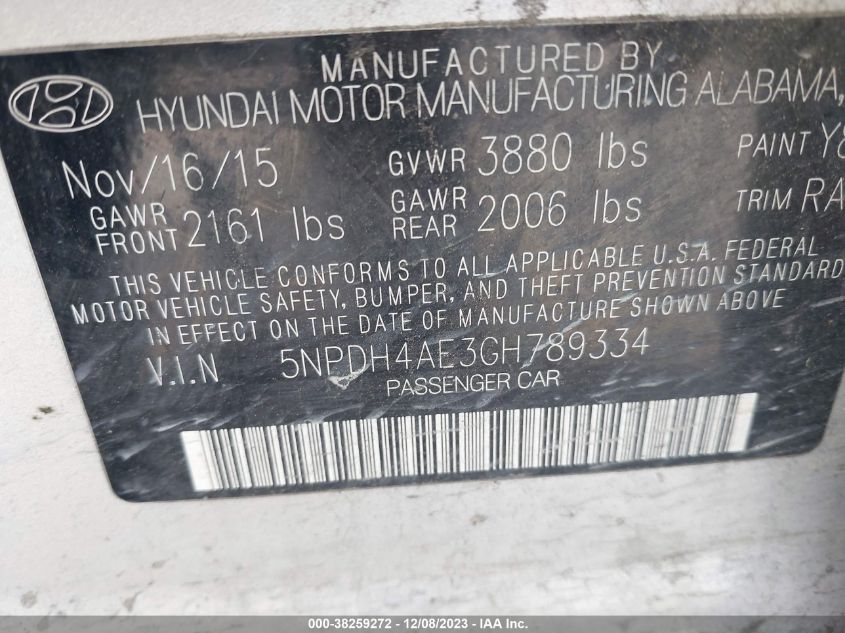 MANUFACTURED BY
HYUNDAI MOTOR MANUFACTURING ALABAMA,
Nov/16/15 GVWR 3880 lbs PAINT
GAWR FRONT 2161 lbs GAWR REAR 2006 lbs TRIM
THIS VEHICLE CONFORMS TO ALL APPLICABLE U.S.A. FEDERAL
MOTOR VEHICLE SAFETY, BUMPER, AND THEFT PREVENTION STANDARD
IN EFFECT ON THE DATE OF MANUFACTURE SHOWN ABOVE
V.I.N 5NPDH4AE3GH789334
PASSENGER CAR
000-38259272 - 12/08/2023 - IAA Inc.